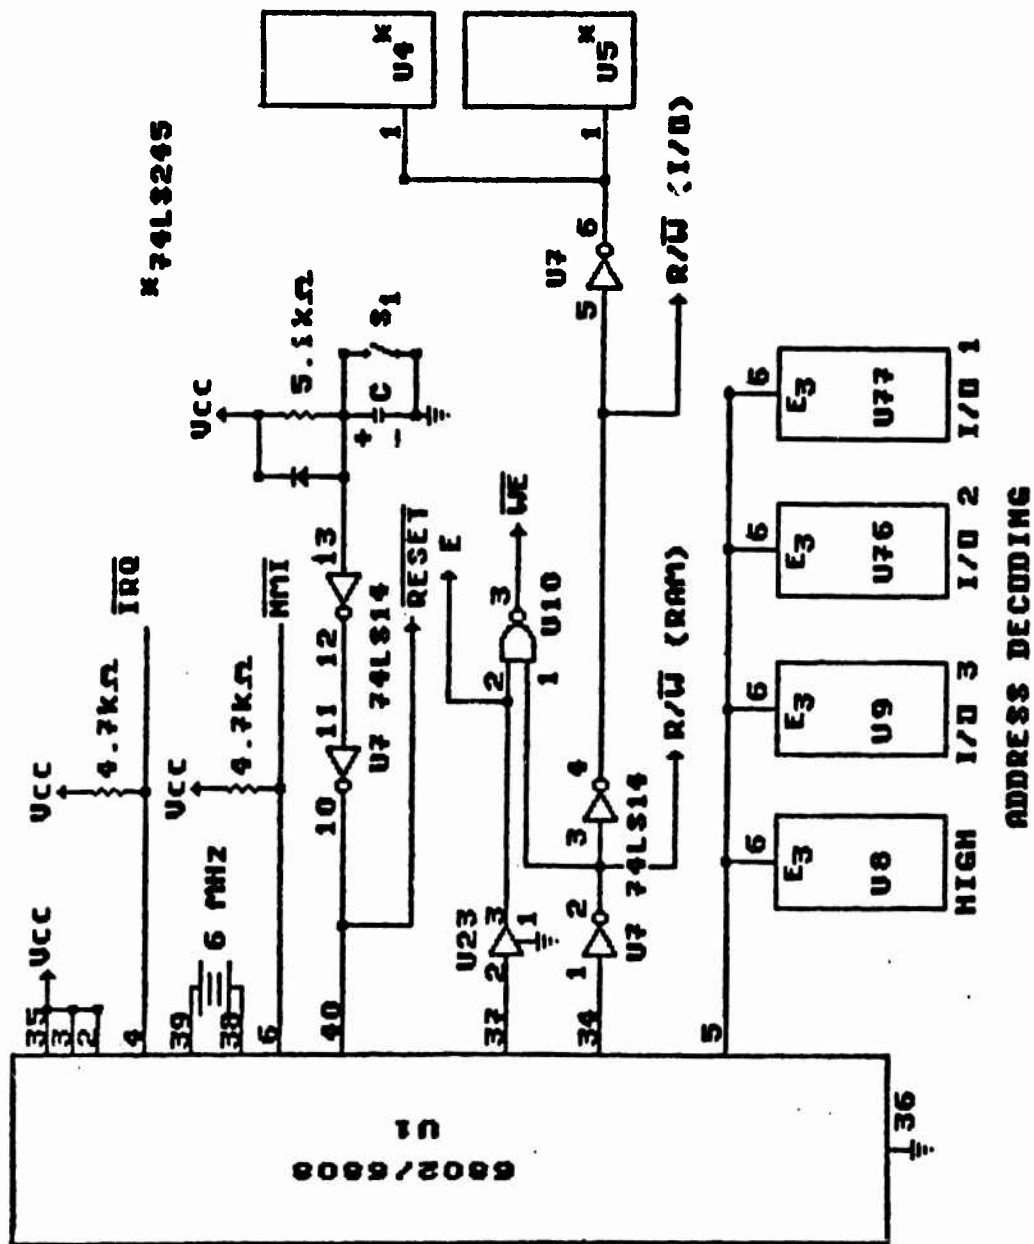 6802/6808
U1
35
3
2
VCC
4
VCC
4.7KΩ
IRQ
39
38
6 MHZ
6
VCC
4.7KΩ
NMI
40
10
11
12
13
U7 74LS14
RESET
VCC
5.1KΩ
+
C
-
S1
*74LS245
U4
*
1
U5
*
1
37
U23
2
3
1
E
2
1
3
U10
WE
34
1
2
U7 74LS14
3
4
R/W (RAM)
5
6
U7
R/W (I/O)
5
6
E3
U8
HIGH
6
E3
U9
I/O 3
6
E3
U76
I/O 2
6
E3
U77
I/O 1
36
ADDRESS DECODING